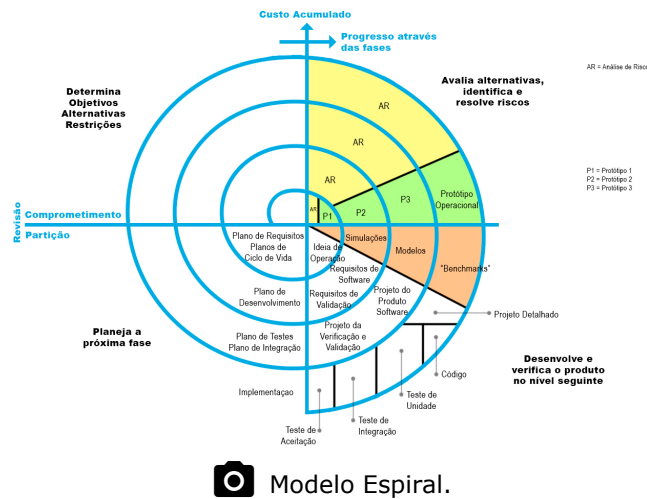 Custo Acumulado
Progresso através
das fases
Determina
Objetivos
Alternativas
Restrições
Avalia alternativas,
identifica e
resolve riscos
AR = Análise de Risco
AR
AR
AR
AR
P1
P2
P3
Protótipo
Operacional
P1 = Protótipo 1
P2 = Protótipo 2
P3 = Protótipo 3
Revisão
Comprometimento
Partição
Plano de Requisitos
Planos de
Ciclo de Vida
Ideia de
Operação
Simulações
Modelos
"Benchmarks"
Requisitos de
Software
Plano de
Desenvolvimento
Requisitos de
Validação
Projeto do
Produto
Software
Projeto Detalhado
Planeja a
próxima fase
Plano de Testes
Plano de Integração
Projeto da
Verificação e
Validação
Desenvolve e
verifica o produto
no nível seguinte
Código
Implementaçao
Teste de
Unidade
Teste de
Integração
Teste de
Aceitação
Modelo Espiral.